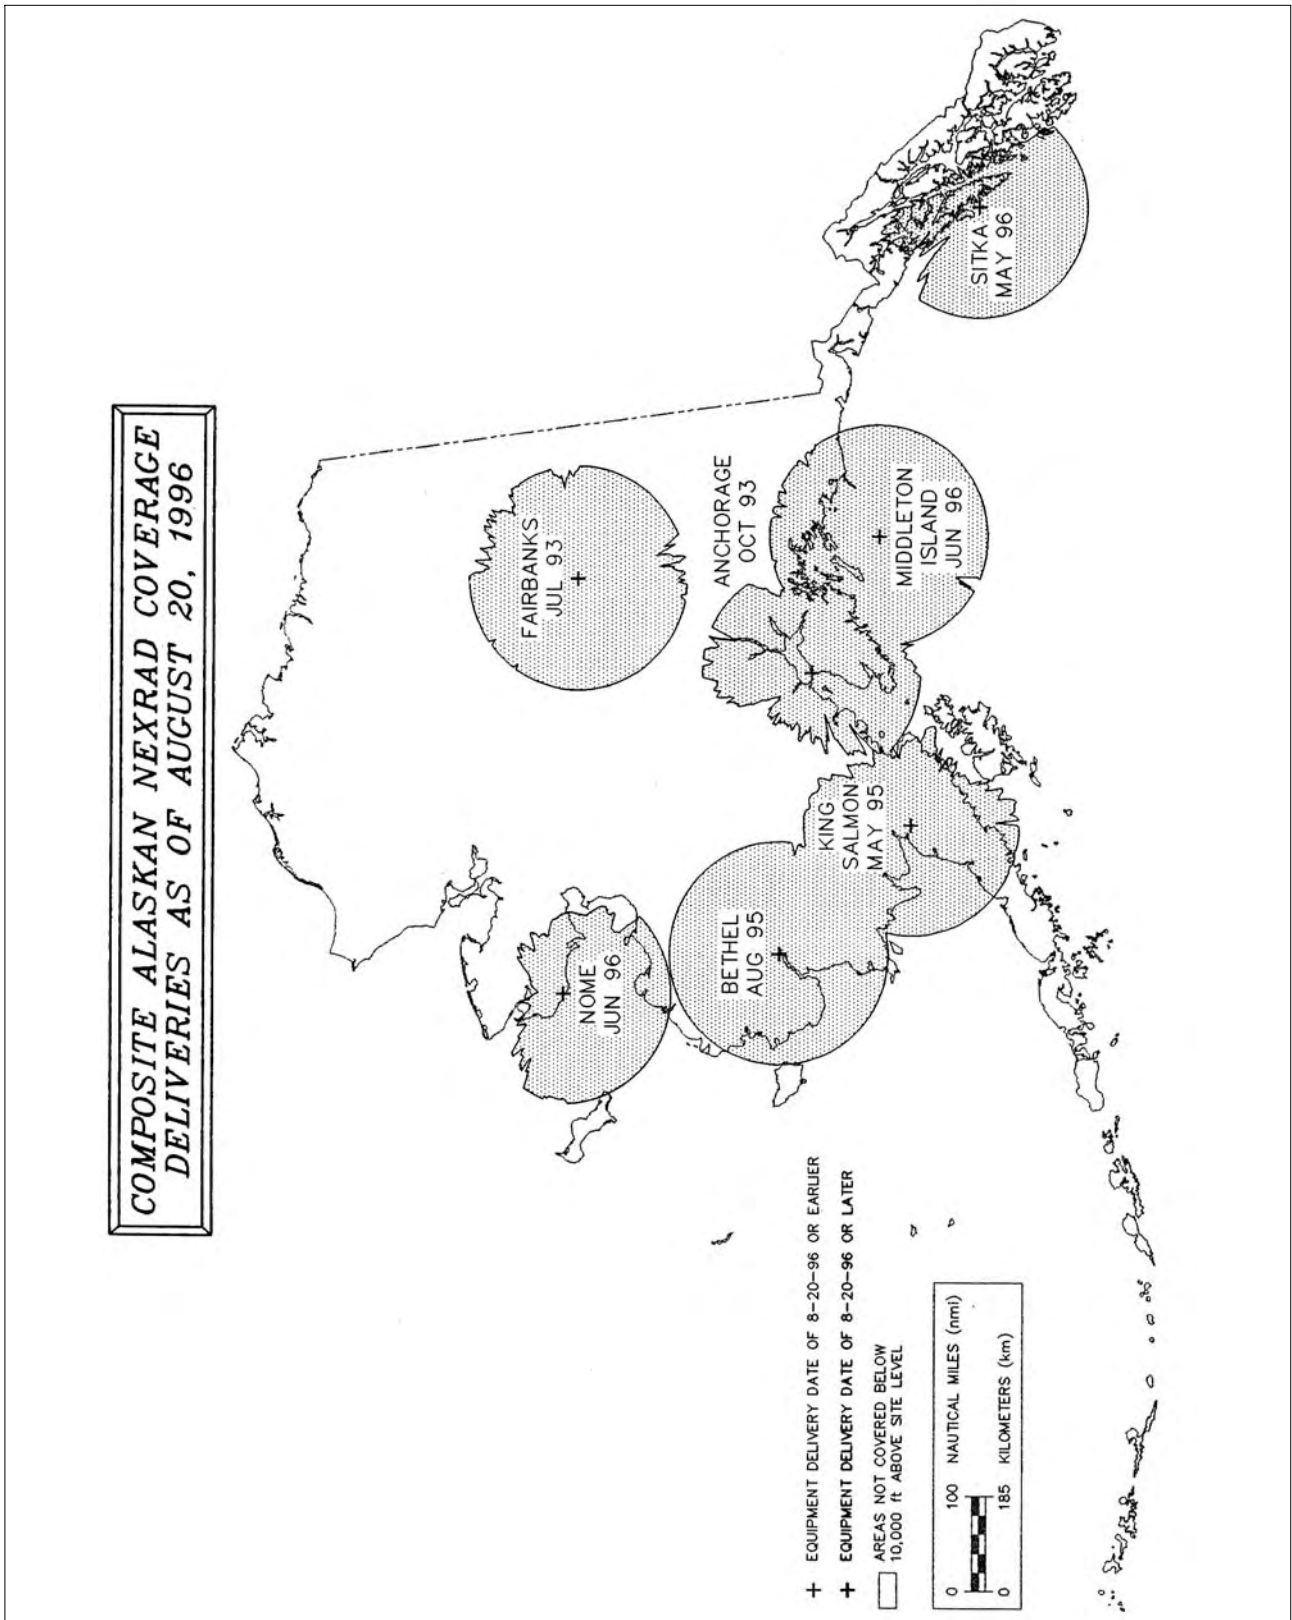 COMPOSITE ALASKAN NEXRAD COVERAGE
DELIVERIES AS OF AUGUST 20, 1996
FAIRBANKS
JUL 93
ANCHORAGE
OCT 93
MIDDLETON
ISLAND
JUN 96
SITKA
MAY 96
KING
SALMON
MAY 95
BETHEL
AUG 95
NOME
JUN 96
+ EQUIPMENT DELIVERY DATE OF 8-20-96 OR EARLIER
+ EQUIPMENT DELIVERY DATE OF 8-20-96 OR LATER
AREAS NOT COVERED BELOW
10,000 ft ABOVE SITE LEVEL
0 100 NAUTICAL MILES (nmi)
0 185 KILOMETERS (km)